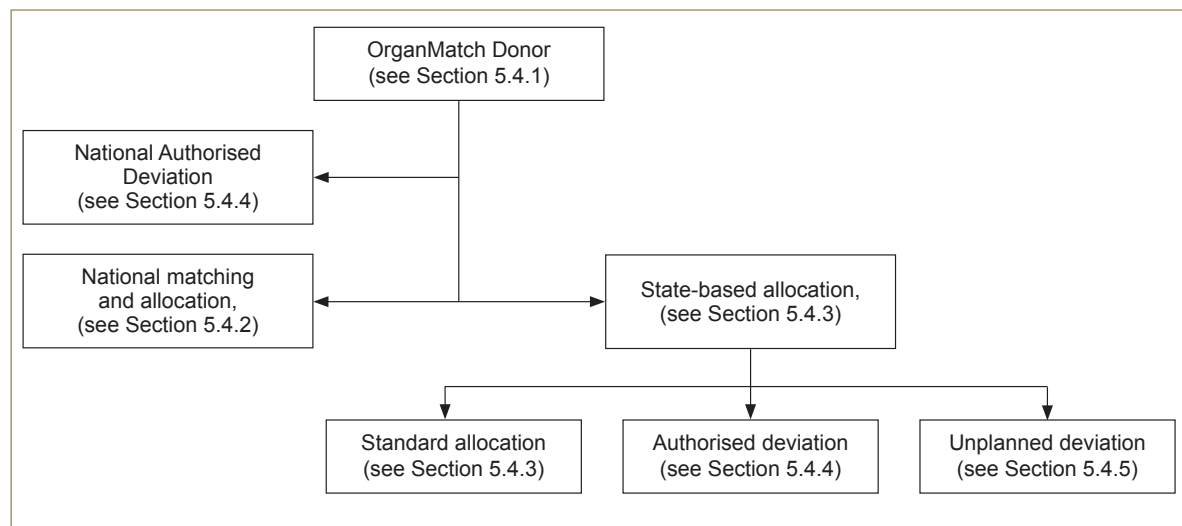 OrganMatch Donor
(see Section 5.4.1)
National Authorised
Deviation
(see Section 5.4.4)
National matching
and allocation,
(see Section 5.4.2)
State-based allocation,
(see Section 5.4.3)
Standard allocation
(see Section 5.4.3)
Authorised deviation
(see Section 5.4.4)
Unplanned deviation
(see Section 5.4.5)